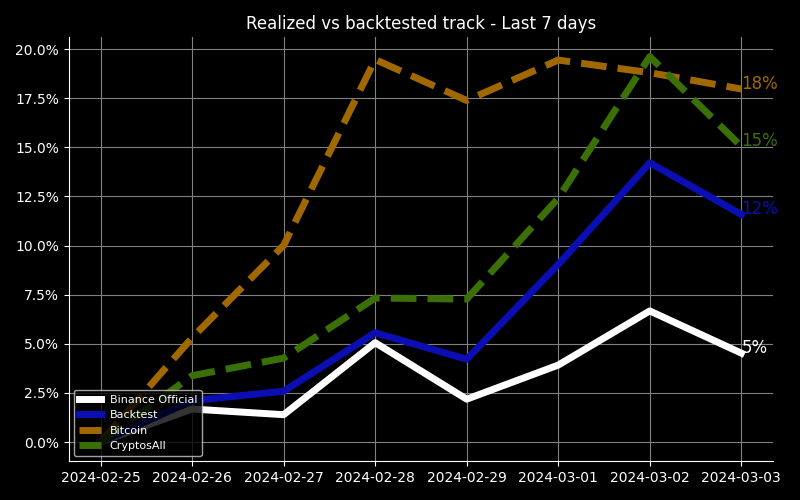 Realized vs backtested track - Last 7 days
20.0%
17.5%
15.0%
12.5%
10.0%
7.5%
5.0%
2.5%
0.0%
18%
15%
12%
5%
Binance Official
Backtest
Bitcoin
CryptosAll
2024-02-25 2024-02-26 2024-02-27 2024-02-28 2024-02-29 2024-03-01 2024-03-02 2024-03-03